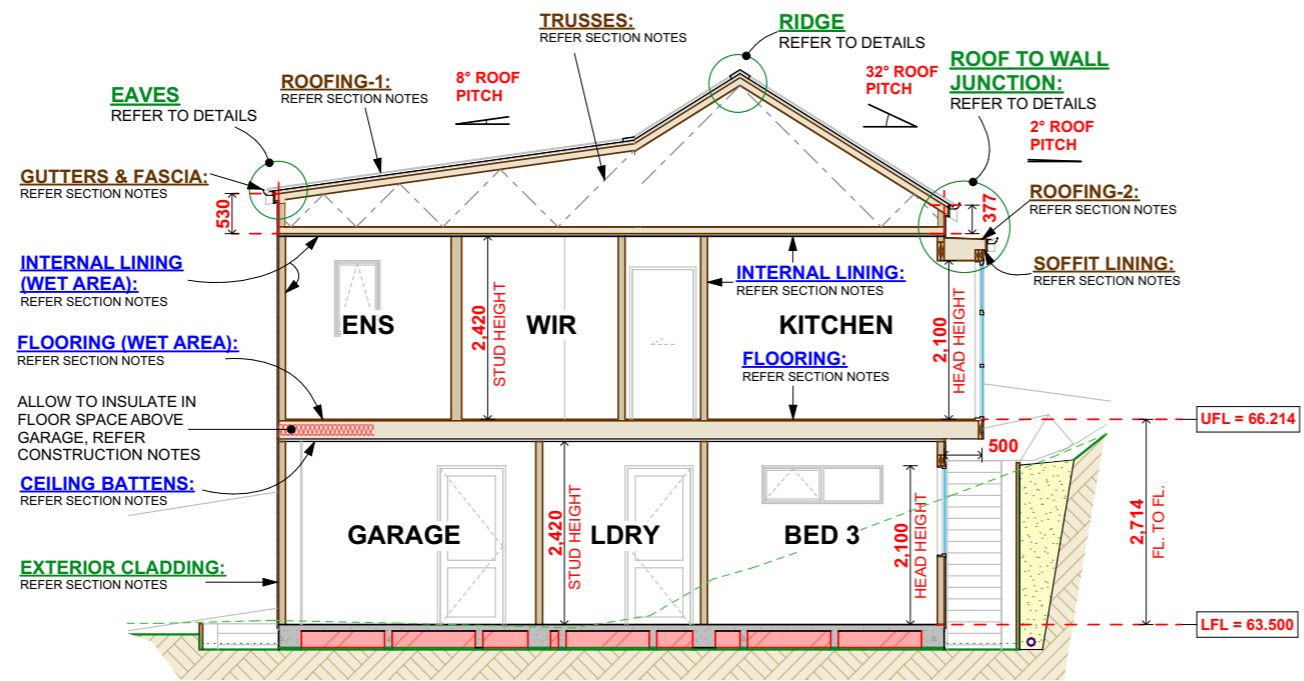 TRUSSES:
REFER SECTION NOTES
RIDGE
REFER TO DETAILS
ROOF TO WALL
JUNCTION:
REFER TO DETAILS
ROOFING-1:
REFER SECTION NOTES
8° ROOF
PITCH
32° ROOF
PITCH
2° ROOF
PITCH
EAVES
REFER TO DETAILS
GUTTERS & FASCIA:
REFER SECTION NOTES
530
377
ROOFING-2:
REFER SECTION NOTES
SOFFIT LINING:
REFER SECTION NOTES
INTERNAL LINING
(WET AREA):
REFER SECTION NOTES
INTERNAL LINING:
REFER SECTION NOTES
ENS
WIR
KITCHEN
2,420
STUD HEIGHT
2,100
HEAD HEIGHT
FLOORING (WET AREA):
REFER SECTION NOTES
FLOORING:
REFER SECTION NOTES
ALLOW TO INSULATE IN
FLOOR SPACE ABOVE
GARAGE, REFER
CONSTRUCTION NOTES
UFL = 66.214
500
CEILING BATTENS:
REFER SECTION NOTES
GARAGE
LDRY
BED 3
2,420
STUD HEIGHT
2,100
HEAD HEIGHT
2,714
FL. TO FL.
EXTERIOR CLADDING:
REFER SECTION NOTES
LFL = 63.500